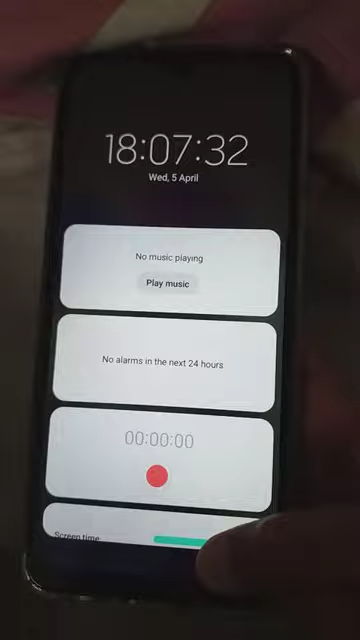 18:07:32
Wed, 5 April
No music playing
Play music
No alarms in the next 24 hours
00:00:00
Screen time